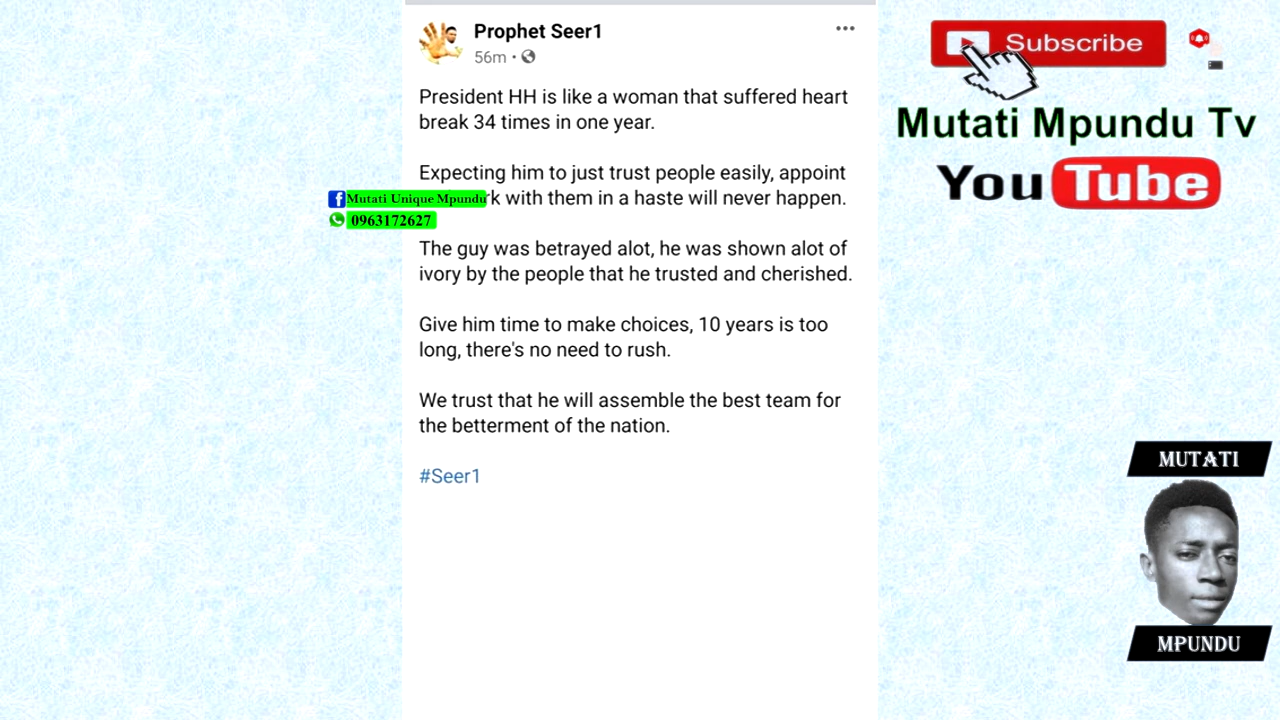 Prophet Seer1
56m
President HH is like a woman that suffered heart
break 34 times in one year.
Expecting him to just trust people easily, appoint
rk with them in a haste will never happen.
Mutati Unique Mpundu
0963172627
The guy was betrayed alot, he was shown alot of
ivory by the people that he trusted and cherished.
Give him time to make choices, 10 years is too
long, there's no need to rush.
We trust that he will assemble the best team for
the betterment of the nation.
#Seer1
Subscribe
Mutati Mpundu Tv
YouTube
MUTATI
MPUNDU